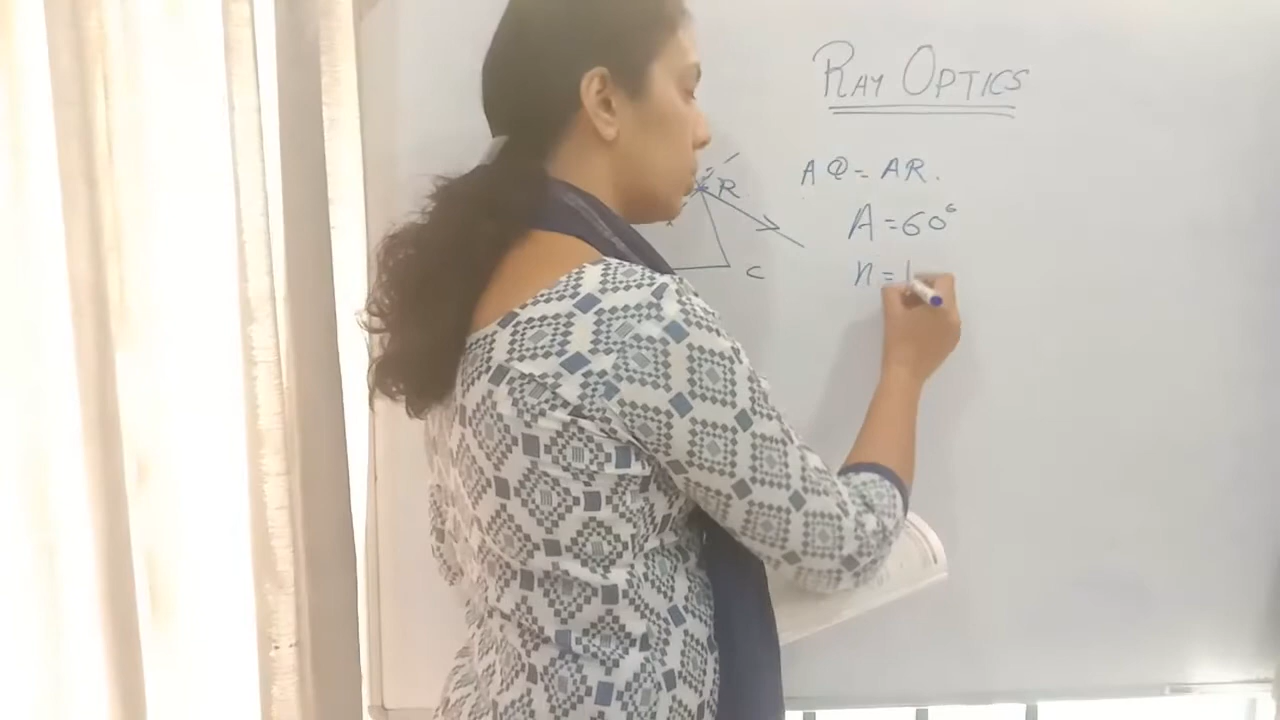 RAY OPTICS
AQ = AR.
R
A = 60°
C
n = 1